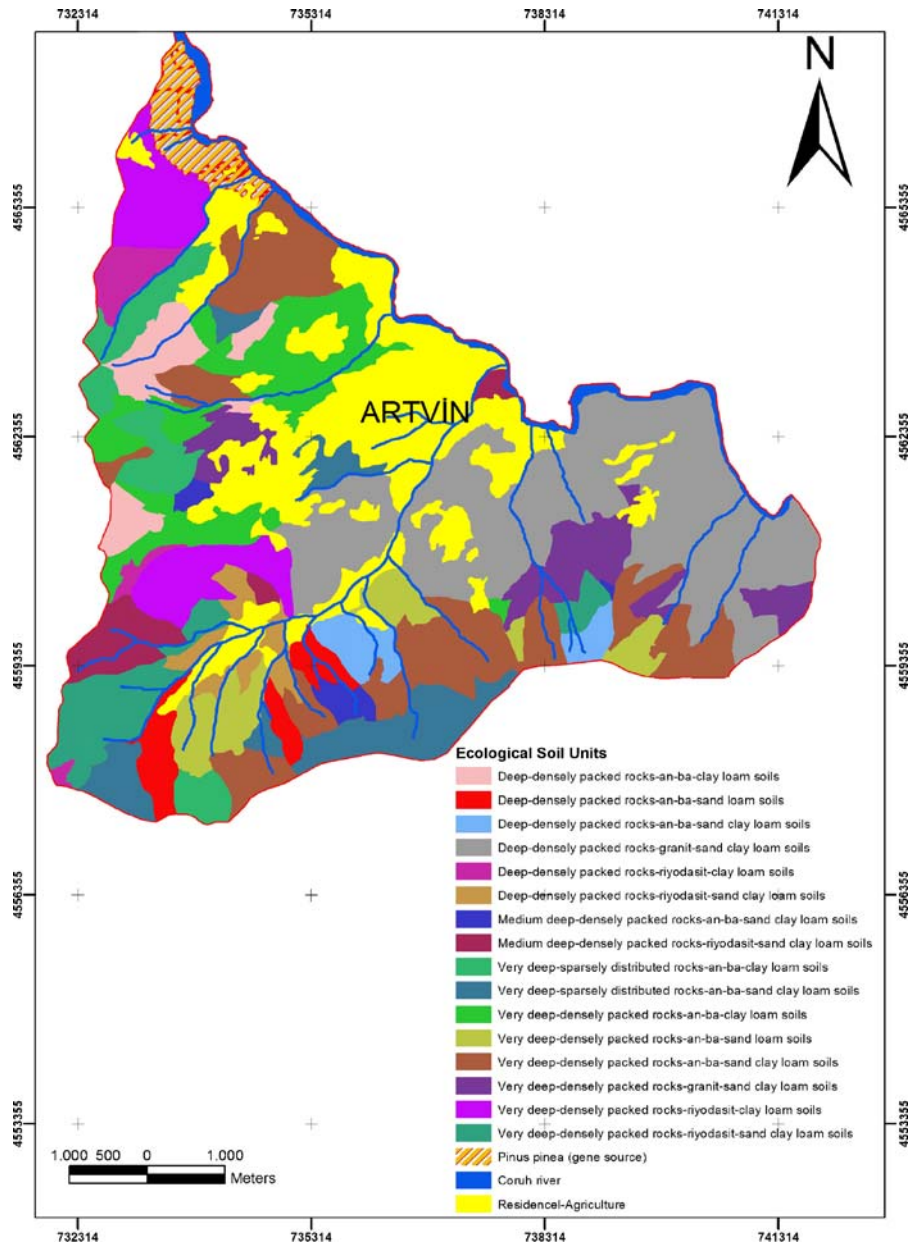 732314 735314 738314 741314
N
4565355 4565355
ARTVİN
4562355 4562355
4559355 4559355
Ecological Soil Units
Deep-densely packed rocks-an-ba-clay loam soils
Deep-densely packed rocks-an-ba-sand loam soils
Deep-densely packed rocks-an-ba-sand clay loam soils
Deep-densely packed rocks-granit-sand clay loam soils
Deep-densely packed rocks-riyodasit-clay loam soils
4556355 4556355
Deep-densely packed rocks-riyodasit-sand clay loam soils
Medium deep-densely packed rocks-an-ba-sand clay loam soils
Medium deep-densely packed rocks-riyodasit-sand clay loam soils
Very deep-sparsely distributed rocks-an-ba-clay loam soils
Very deep-sparsely distributed rocks-an-ba-sand clay loam soils
Very deep-densely packed rocks-an-ba-clay loam soils
Very deep-densely packed rocks-an-ba-sand loam soils
Very deep-densely packed rocks-an-ba-sand clay loam soils
Very deep-densely packed rocks-granit-sand clay loam soils
Very deep-densely packed rocks-riyodasit-clay loam soils
4553355 4553355
Very deep-densely packed rocks-riyodasit-sand clay loam soils
Pinus pinea (gene source)
Coruh river
Residencel-Agriculture
1.000 500 0 1.000
Meters
732314 735314 738314 741314